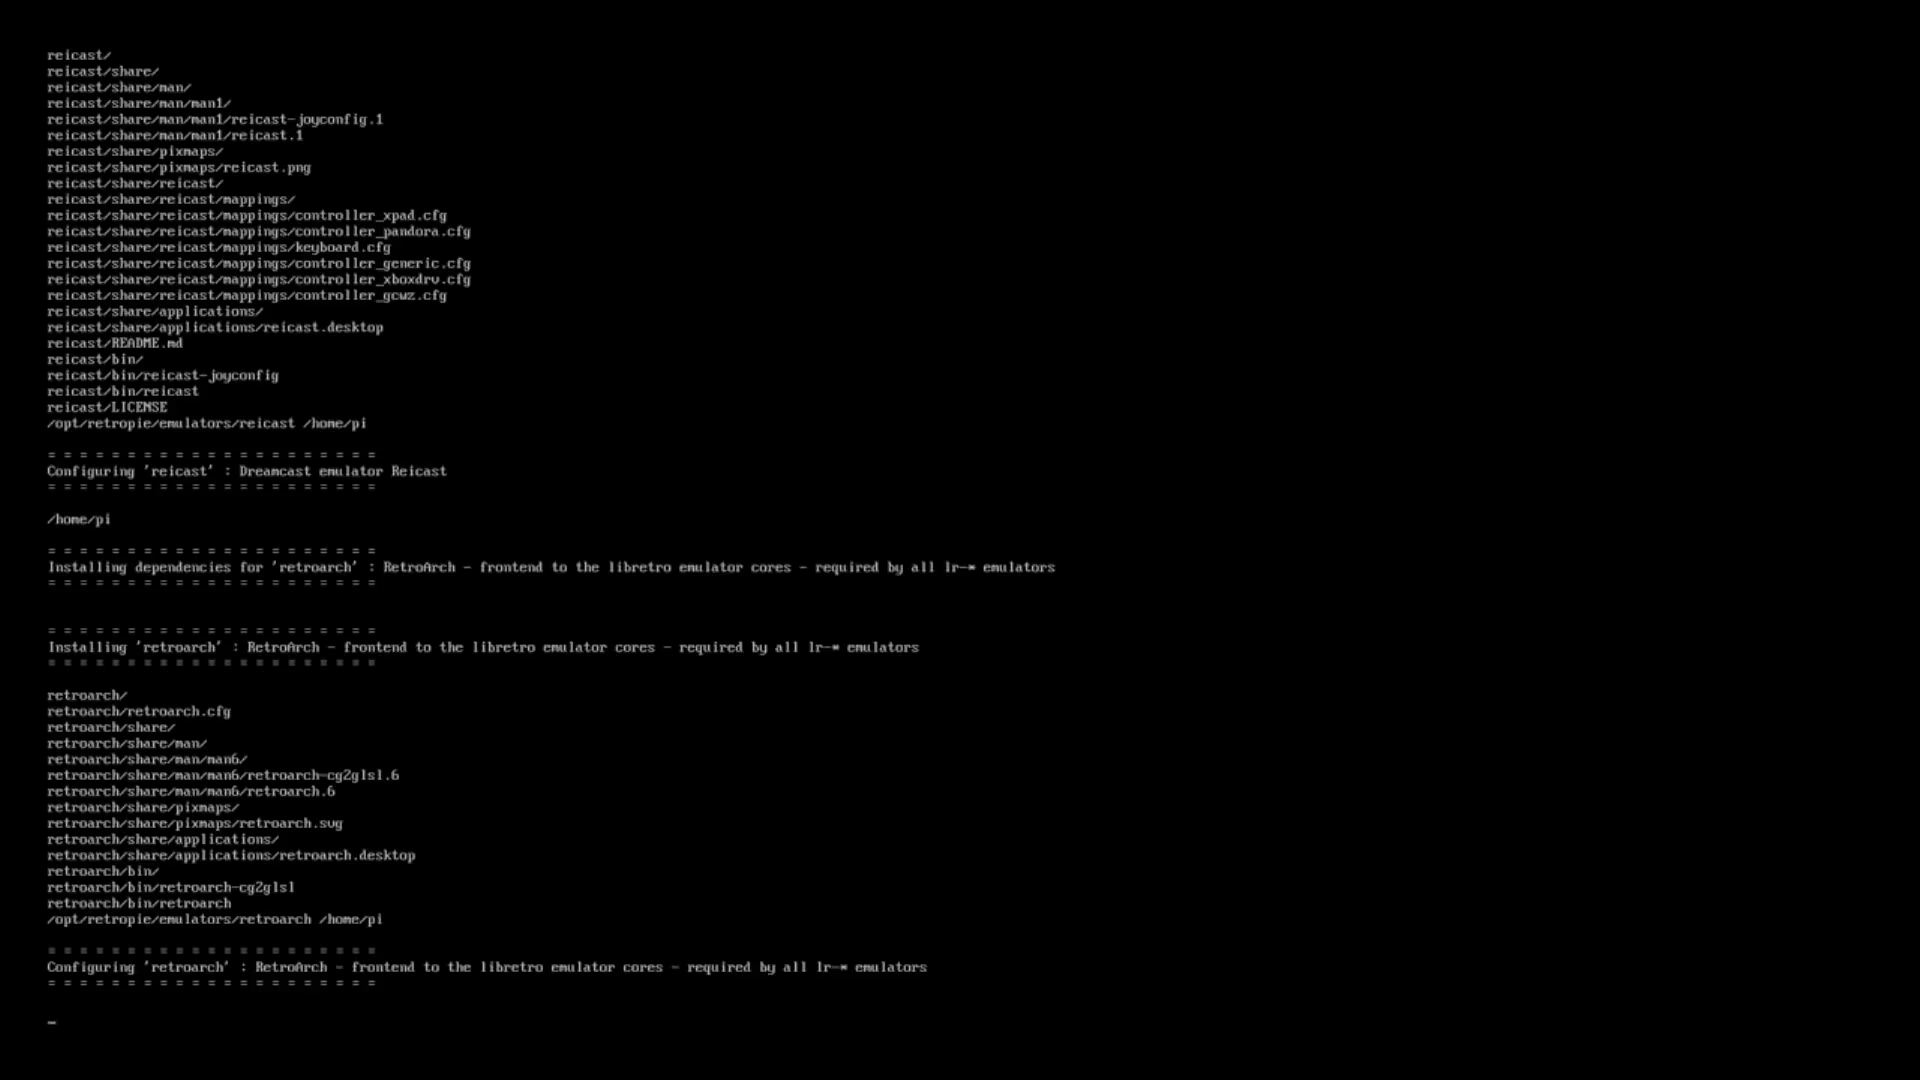 reicast/
reicast/share/
reicast/share/man/
reicast/share/man/man1/
reicast/share/man/man1/reicast-joyconfig.1
reicast/share/man/man1/reicast.1
reicast/share/pixmaps/
reicast/share/pixmaps/reicast.png
reicast/share/reicast/
reicast/share/reicast/mappings/
reicast/share/reicast/mappings/controller_xpad.cfg
reicast/share/reicast/mappings/controller_pandora.cfg
reicast/share/reicast/mappings/keyboard.cfg
reicast/share/reicast/mappings/controller_generic.cfg
reicast/share/reicast/mappings/controller_xboxdrv.cfg
reicast/share/reicast/mappings/controller_gcwz.cfg
reicast/share/applications/
reicast/share/applications/reicast.desktop
reicast/README.md
reicast/bin/
reicast/bin/reicast-joyconfig
reicast/bin/reicast
reicast/LICENSE
/opt/retropie/emulators/reicast /home/pi
= = = = = = = = = = = = = = = = = = = = =
Configuring 'reicast' : Dreamcast emulator Reicast
= = = = = = = = = = = = = = = = = = = = =
/home/pi
= = = = = = = = = = = = = = = = = = = = =
Installing dependencies for 'retroarch' : RetroArch - frontend to the libretro emulator cores - required by all lr-* emulators
= = = = = = = = = = = = = = = = = = = = =
= = = = = = = = = = = = = = = = = = = = =
Installing 'retroarch' : RetroArch - frontend to the libretro emulator cores - required by all lr-* emulators
= = = = = = = = = = = = = = = = = = = = =
retroarch/
retroarch/retroarch.cfg
retroarch/share/
retroarch/share/man/
retroarch/share/man/man6/
retroarch/share/man/man6/retroarch-cg2glsl.6
retroarch/share/man/man6/retroarch.6
retroarch/share/pixmaps/
retroarch/share/pixmaps/retroarch.svg
retroarch/share/applications/
retroarch/share/applications/retroarch.desktop
retroarch/bin/
retroarch/bin/retroarch-cg2glsl
retroarch/bin/retroarch
/opt/retropie/emulators/retroarch /home/pi
= = = = = = = = = = = = = = = = = = = = =
Configuring 'retroarch' : RetroArch - frontend to the libretro emulator cores - required by all lr-* emulators
= = = = = = = = = = = = = = = = = = = = =
_